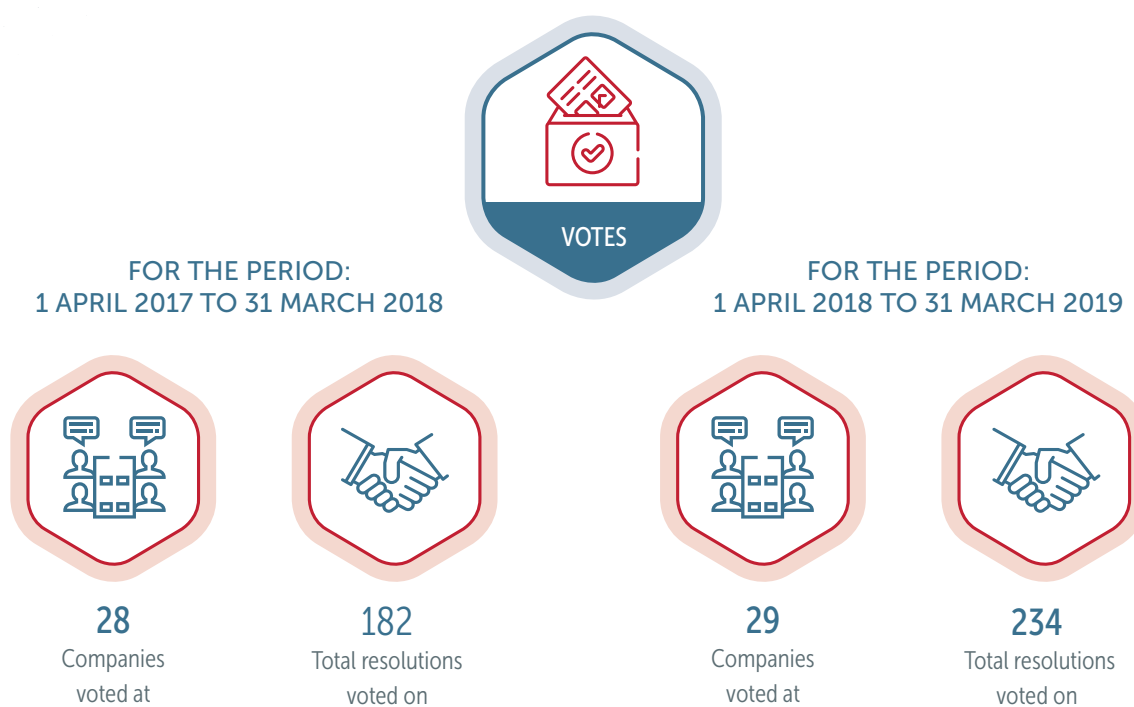 VOTES
FOR THE PERIOD:
1 APRIL 2017 TO 31 MARCH 2018
28
Companies
voted at
182
Total resolutions
voted on
FOR THE PERIOD:
1 APRIL 2018 TO 31 MARCH 2019
29
Companies
voted at
234
Total resolutions
voted on